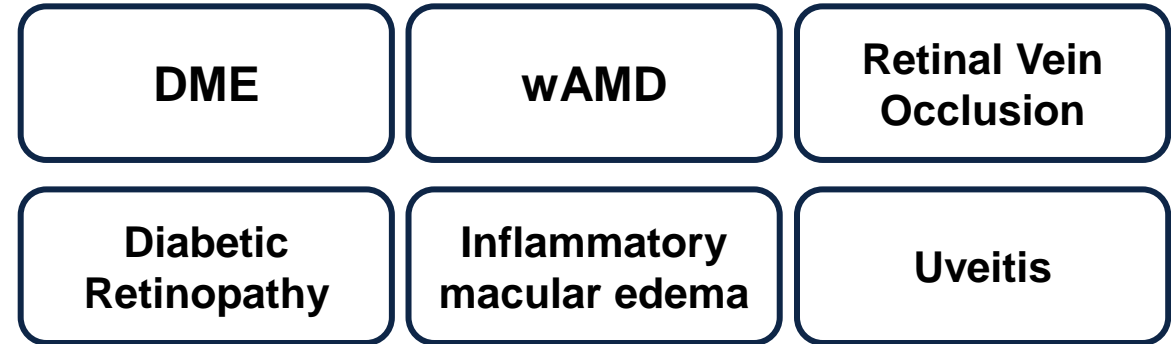 DME
wAMD
Retinal Vein
Occlusion
Diabetic
Retinopathy
Inflammatory
macular edema
Uveitis